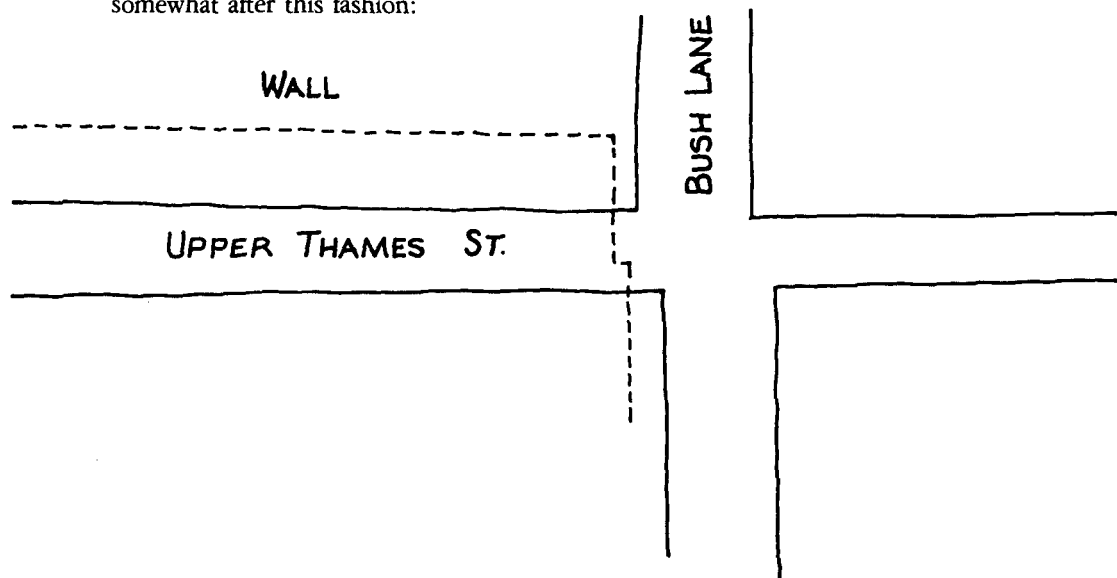 somewhat after this fashion:
WALL
BUSH LANE
UPPER THAMES ST.